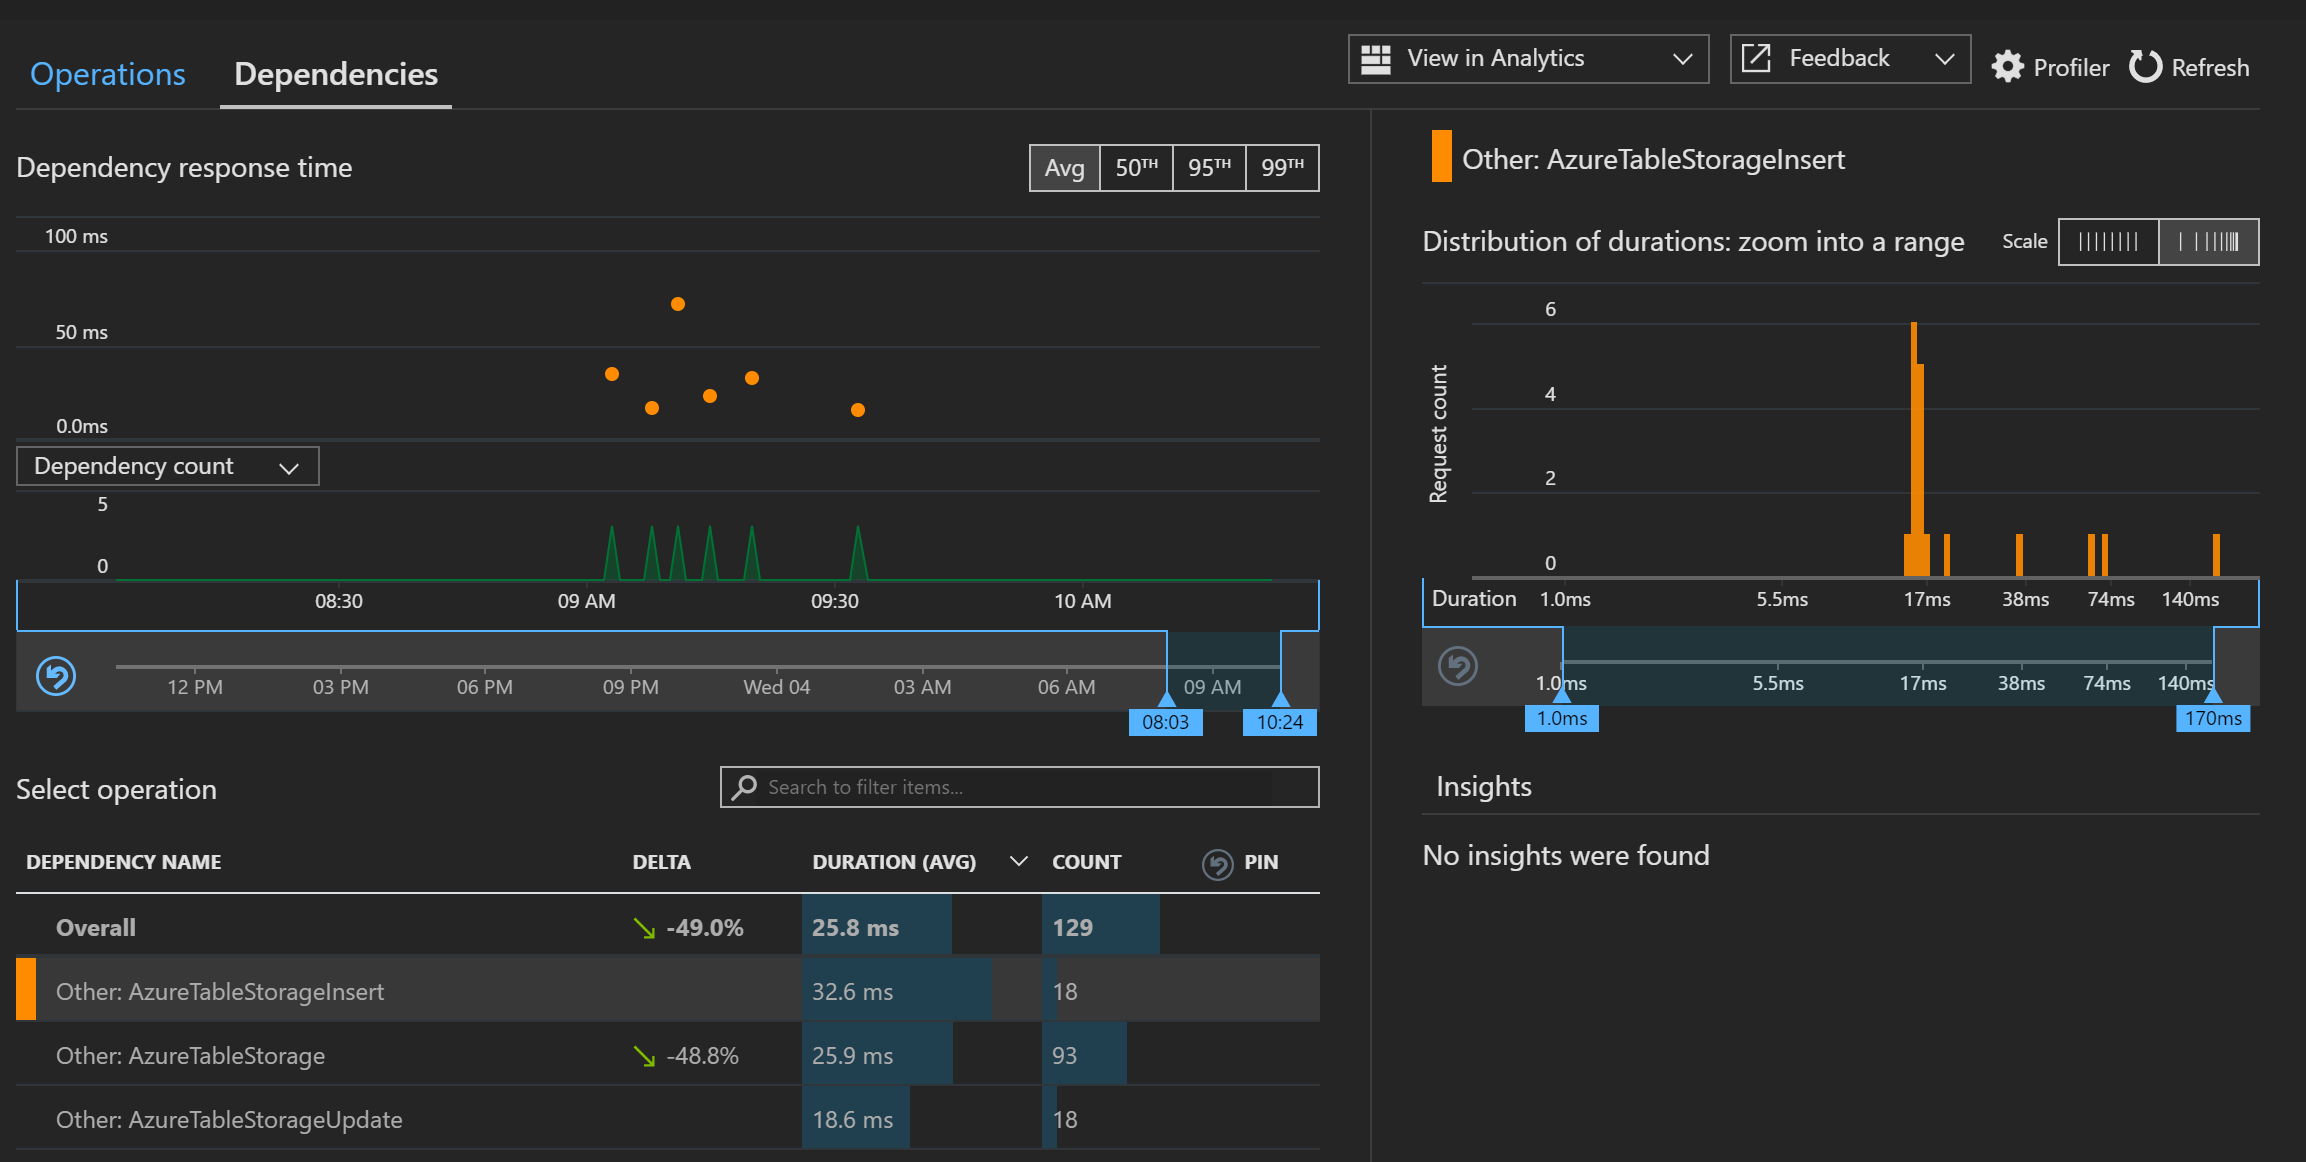 Operations
Dependencies
View in Analytics
Feedback
Profiler
Refresh
Dependency response time
Avg
50TH
95TH
99TH
100 ms
50 ms
0.0ms
Dependency count
5
0
08:30
09 AM
09:30
10 AM
12 PM
03 PM
06 PM
09 PM
Wed 04
03 AM
06 AM
09 AM
08:03
10:24
Select operation
Search to filter items...
DEPENDENCY NAME
DELTA
DURATION (AVG)
COUNT
PIN
Overall
-49.0%
25.8 ms
129
Other: AzureTableStorageInsert
32.6 ms
18
Other: AzureTableStorage
-48.8%
25.9 ms
93
Other: AzureTableStorageUpdate
18.6 ms
18
Other: AzureTableStorageInsert
Distribution of durations: zoom into a range
Scale
Request count
6
4
2
0
Duration
1.0ms
5.5ms
17ms
38ms
74ms
140ms
1.0ms
5.5ms
17ms
38ms
74ms
140ms
1.0ms
170ms
Insights
No insights were found